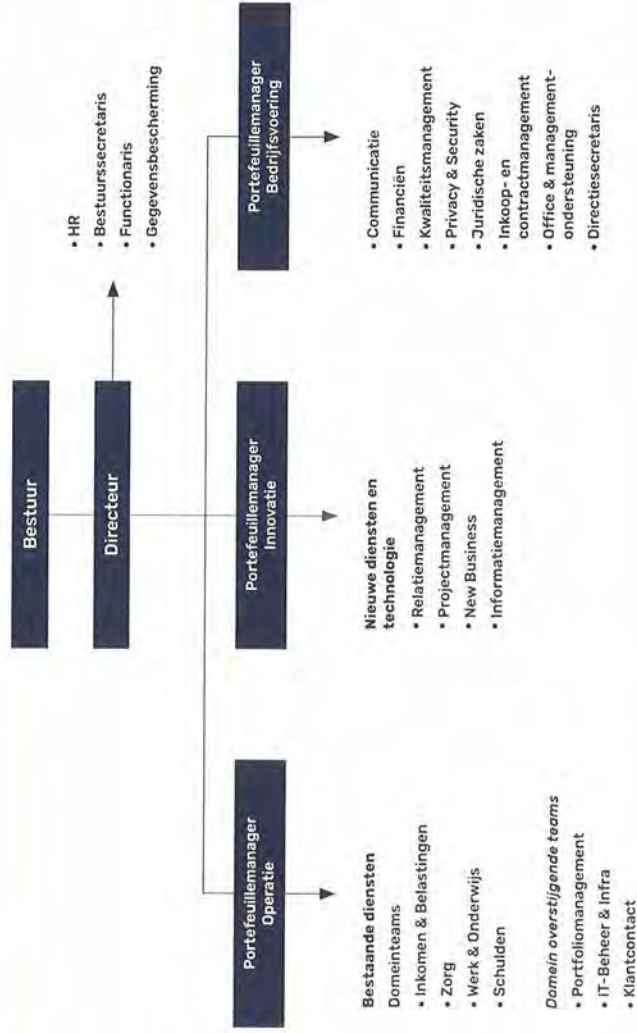 Bestuur
Directeur
• HR
• Bestuurssecretaris
• Functionaris
• Gegevensbescherming
Portefeuillemanager
Operatie
Bestaande diensten
Domeinteams
• Inkomen & Belastingen
• Zorg
• Werk & Onderwijs
• Schulden
Domein overstijgende teams
• Portfoliomanagement
• IT-Beheer & Infra
• Klantcontact
Portefeuillemanager
Innovatie
Nieuwe diensten en
technologie
• Relatiemanagement
• Projectmanagement
• New Business
• Informatiemanagement
Portefeuillemanager
Bedrijfsvoering
• Communicatie
• Financiën
• Kwaliteitsmanagement
• Privacy & Security
• Juridische zaken
• Inkoop- en
contractmanagement
• Office & management-
ondersteuning
• Directiesecretaris